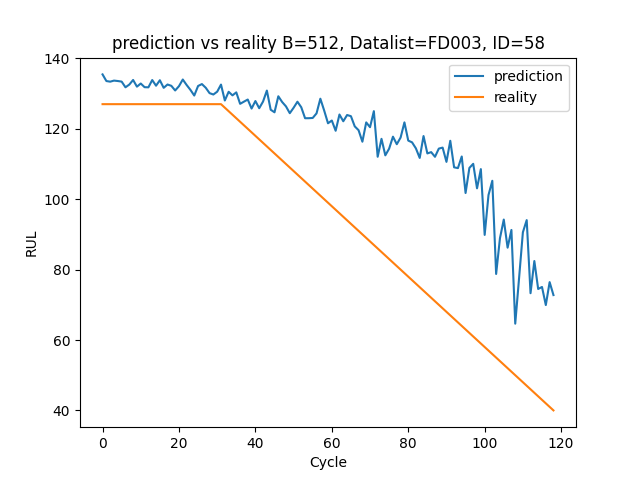 prediction vs reality B=512, Datalist=FD003, ID=58
prediction
reality
RUL
140
120
100
80
60
40
0 20 40 60 80 100 120
Cycle